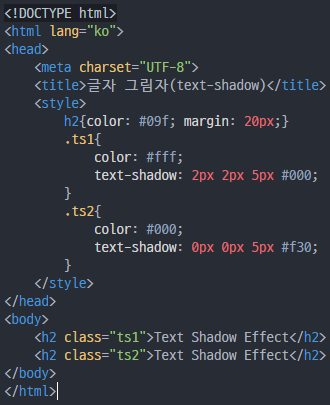 <!DOCTYPE html>
<html lang="ko">
<head>
    <meta charset="UTF-8">
    <title>글자 그림자(text-shadow)</title>
    <style>
        h2{color: #09f; margin: 20px;}
        .ts1{
            color: #fff;
            text-shadow: 2px 2px 5px #000;
        }
        .ts2{
            color: #000;
            text-shadow: 0px 0px 5px #f30;
        }
    </style>
</head>
<body>
    <h2 class="ts1">Text Shadow Effect</h2>
    <h2 class="ts2">Text Shadow Effect</h2>
</body>
</html>